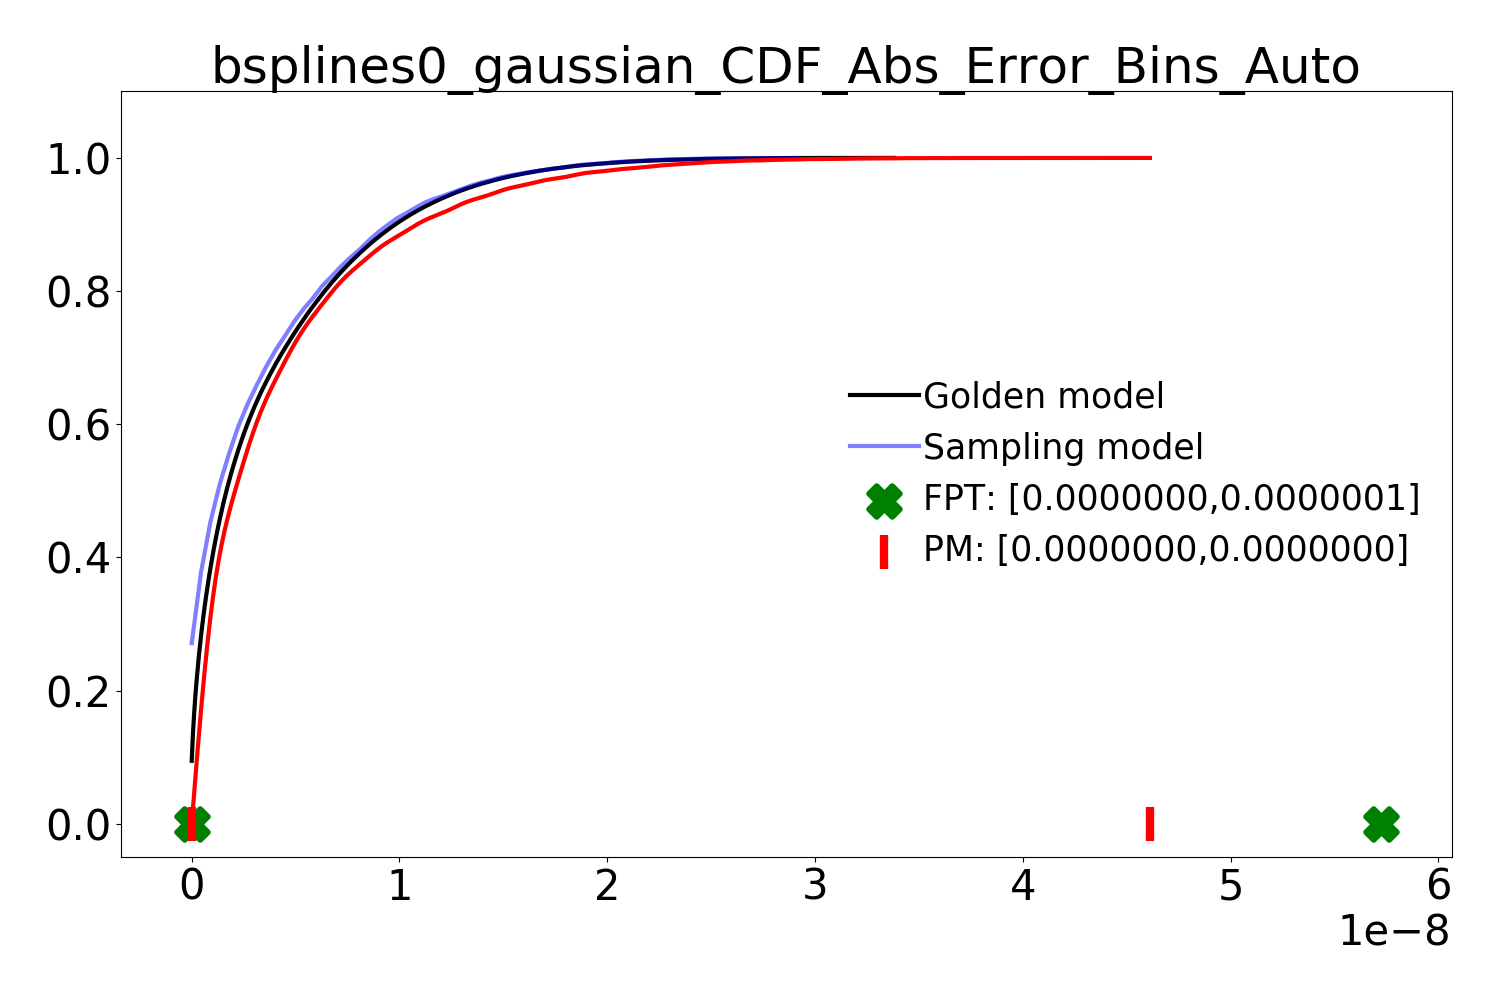 bsplines0_gaussian_CDF_Abs_Error_Bins_Auto
1.0
0.8
0.6
0.4
0.2
0.0
Golden model
Sampling model
FPT: [0.0000000,0.0000001]
PM: [0.0000000,0.0000000]
0 1 2 3 4 5 6
1e−8